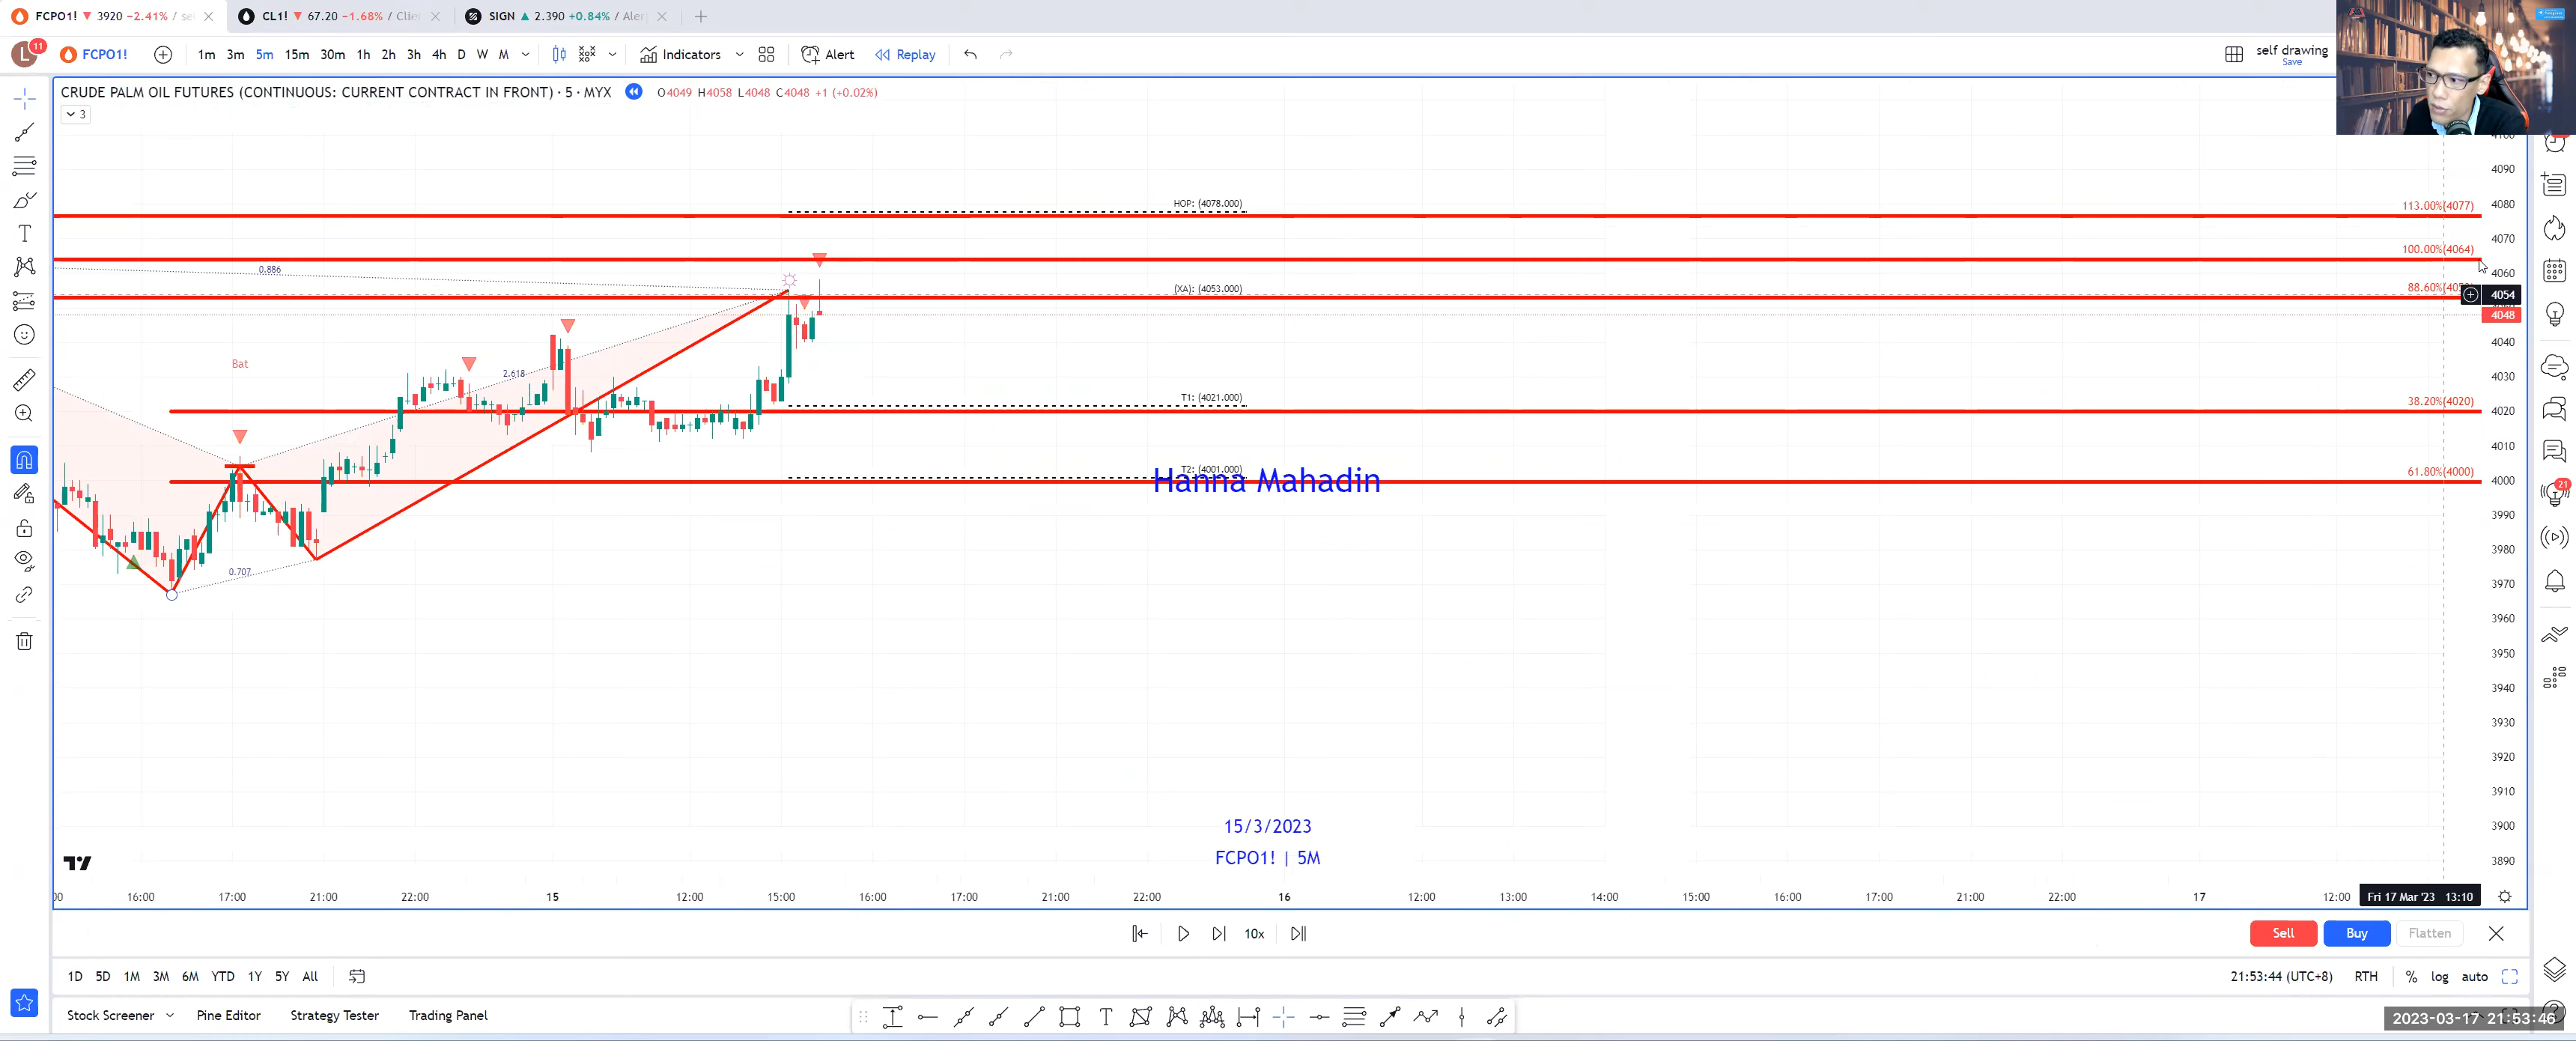 FCPO1! ▼ 3920 −2.41% / se
CL1! ▼ 67.20 −1.68% / Clie
SIGN ▲ 2.390 +0.84% / Aler
L 11 FCPO1! 1m 3m 5m 15m 30m 1h 2h 3h 4h D W M Indicators Alert Replay
self drawing
Save
CRUDE PALM OIL FUTURES (CONTINUOUS: CURRENT CONTRACT IN FRONT) · 5 · MYX O4049 H4058 L4048 C4048 +1 (+0.02%)
3
4100
4090
HOP: (4078.000)
113.00%(4077)
4080
4070
100.00%(4064)
0.886
4060
(XA): (4053.000)
88.60%
4054
4048
4040
Bat
2.618
4030
T1: (4021.000)
38.20%(4020)
4020
4010
T2: (4001.000)
61.80%(4000)
Hanna Mahadin
4000
3990
3980
0.707
3970
3960
3950
3940
3930
3920
3910
15/3/2023
3900
FCPO1! | 5M
3890
:00 16:00 17:00 21:00 22:00 15 12:00 15:00 16:00 17:00 21:00 22:00 16 12:00 13:00 14:00 15:00 16:00 17:00 21:00 22:00 17 12:00 Fri 17 Mar '23 13:10
10x
Sell Buy Flatten
1D 5D 1M 3M 6M YTD 1Y 5Y All
21:53:44 (UTC+8) RTH % log auto
Stock Screener Pine Editor Strategy Tester Trading Panel
21
2023-03-17 21:53:46